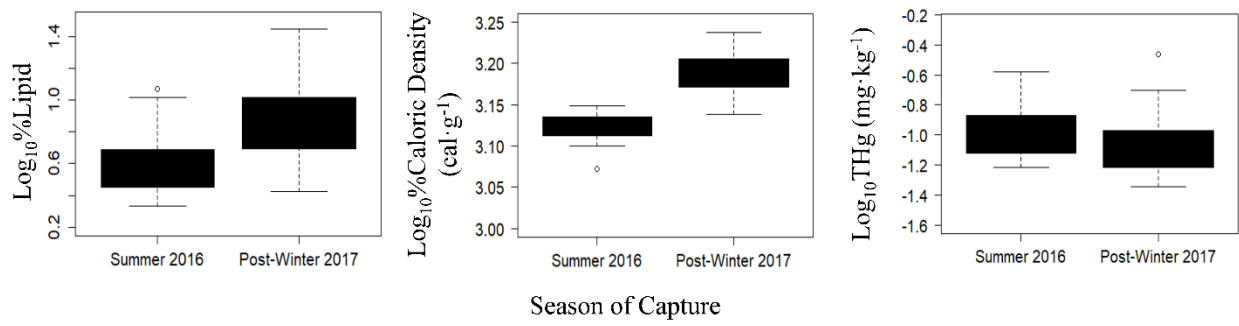 Log₁₀%Lipid
1.4
1.0
0.6
0.2
Summer 2016 Post-Winter 2017
Log₁₀%Caloric Density
(cal·g⁻¹)
3.25
3.20
3.15
3.10
3.05
3.00
Summer 2016 Post-Winter 2017
Log₁₀THg (mg·kg⁻¹)
-0.2
-0.4
-0.6
-0.8
-1.0
-1.2
-1.4
-1.6
Summer 2016 Post-Winter 2017
Season of Capture